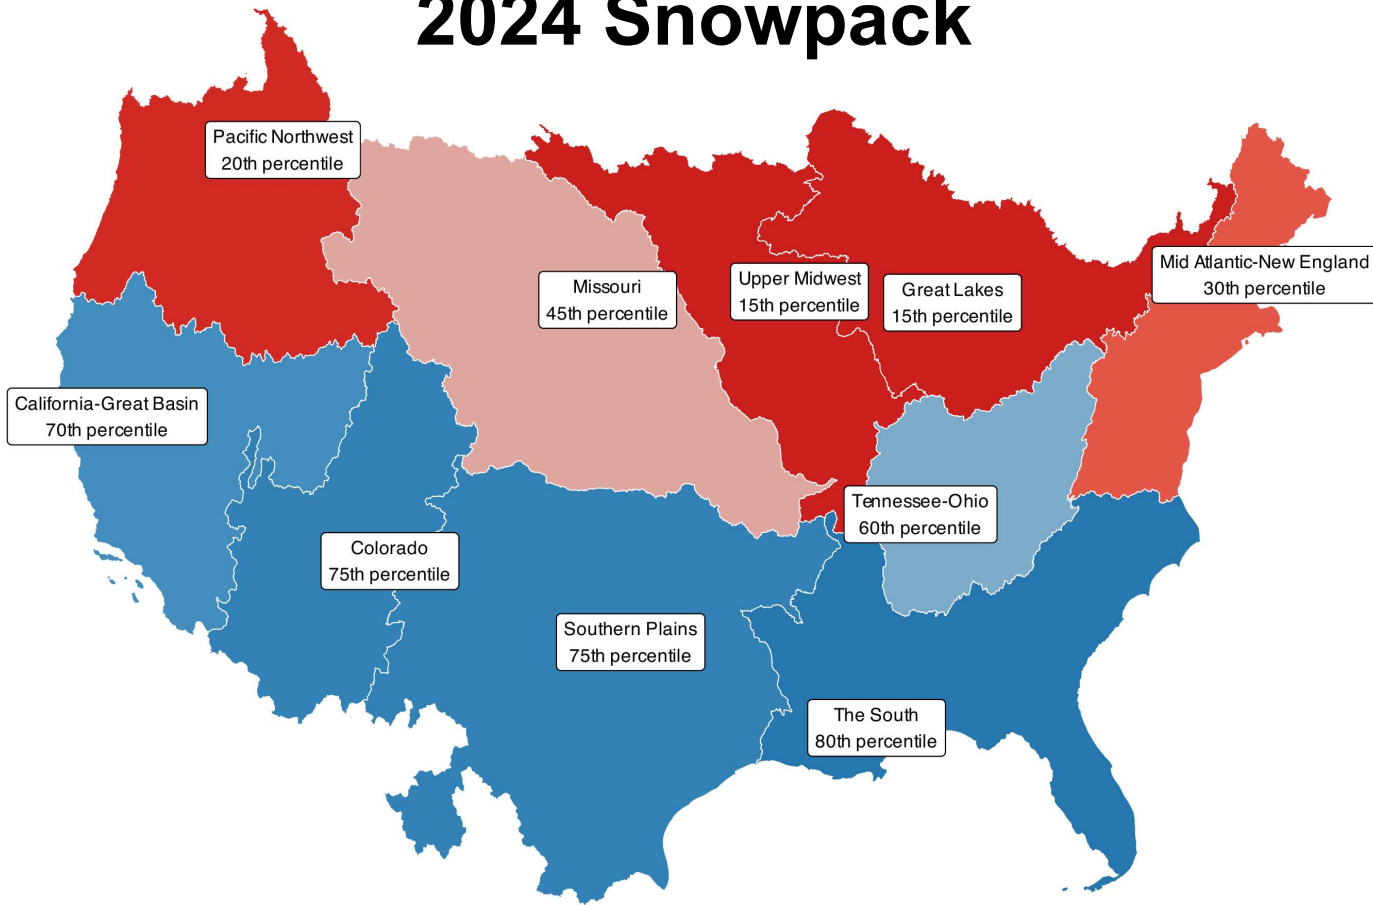 2024 Snowpack
Pacific Northwest
20th percentile
Missouri
45th percentile
Upper Midwest
15th percentile
Great Lakes
15th percentile
Mid Atlantic-New England
30th percentile
California-Great Basin
70th percentile
Tennessee-Ohio
60th percentile
Colorado
75th percentile
Southern Plains
75th percentile
The South
80th percentile